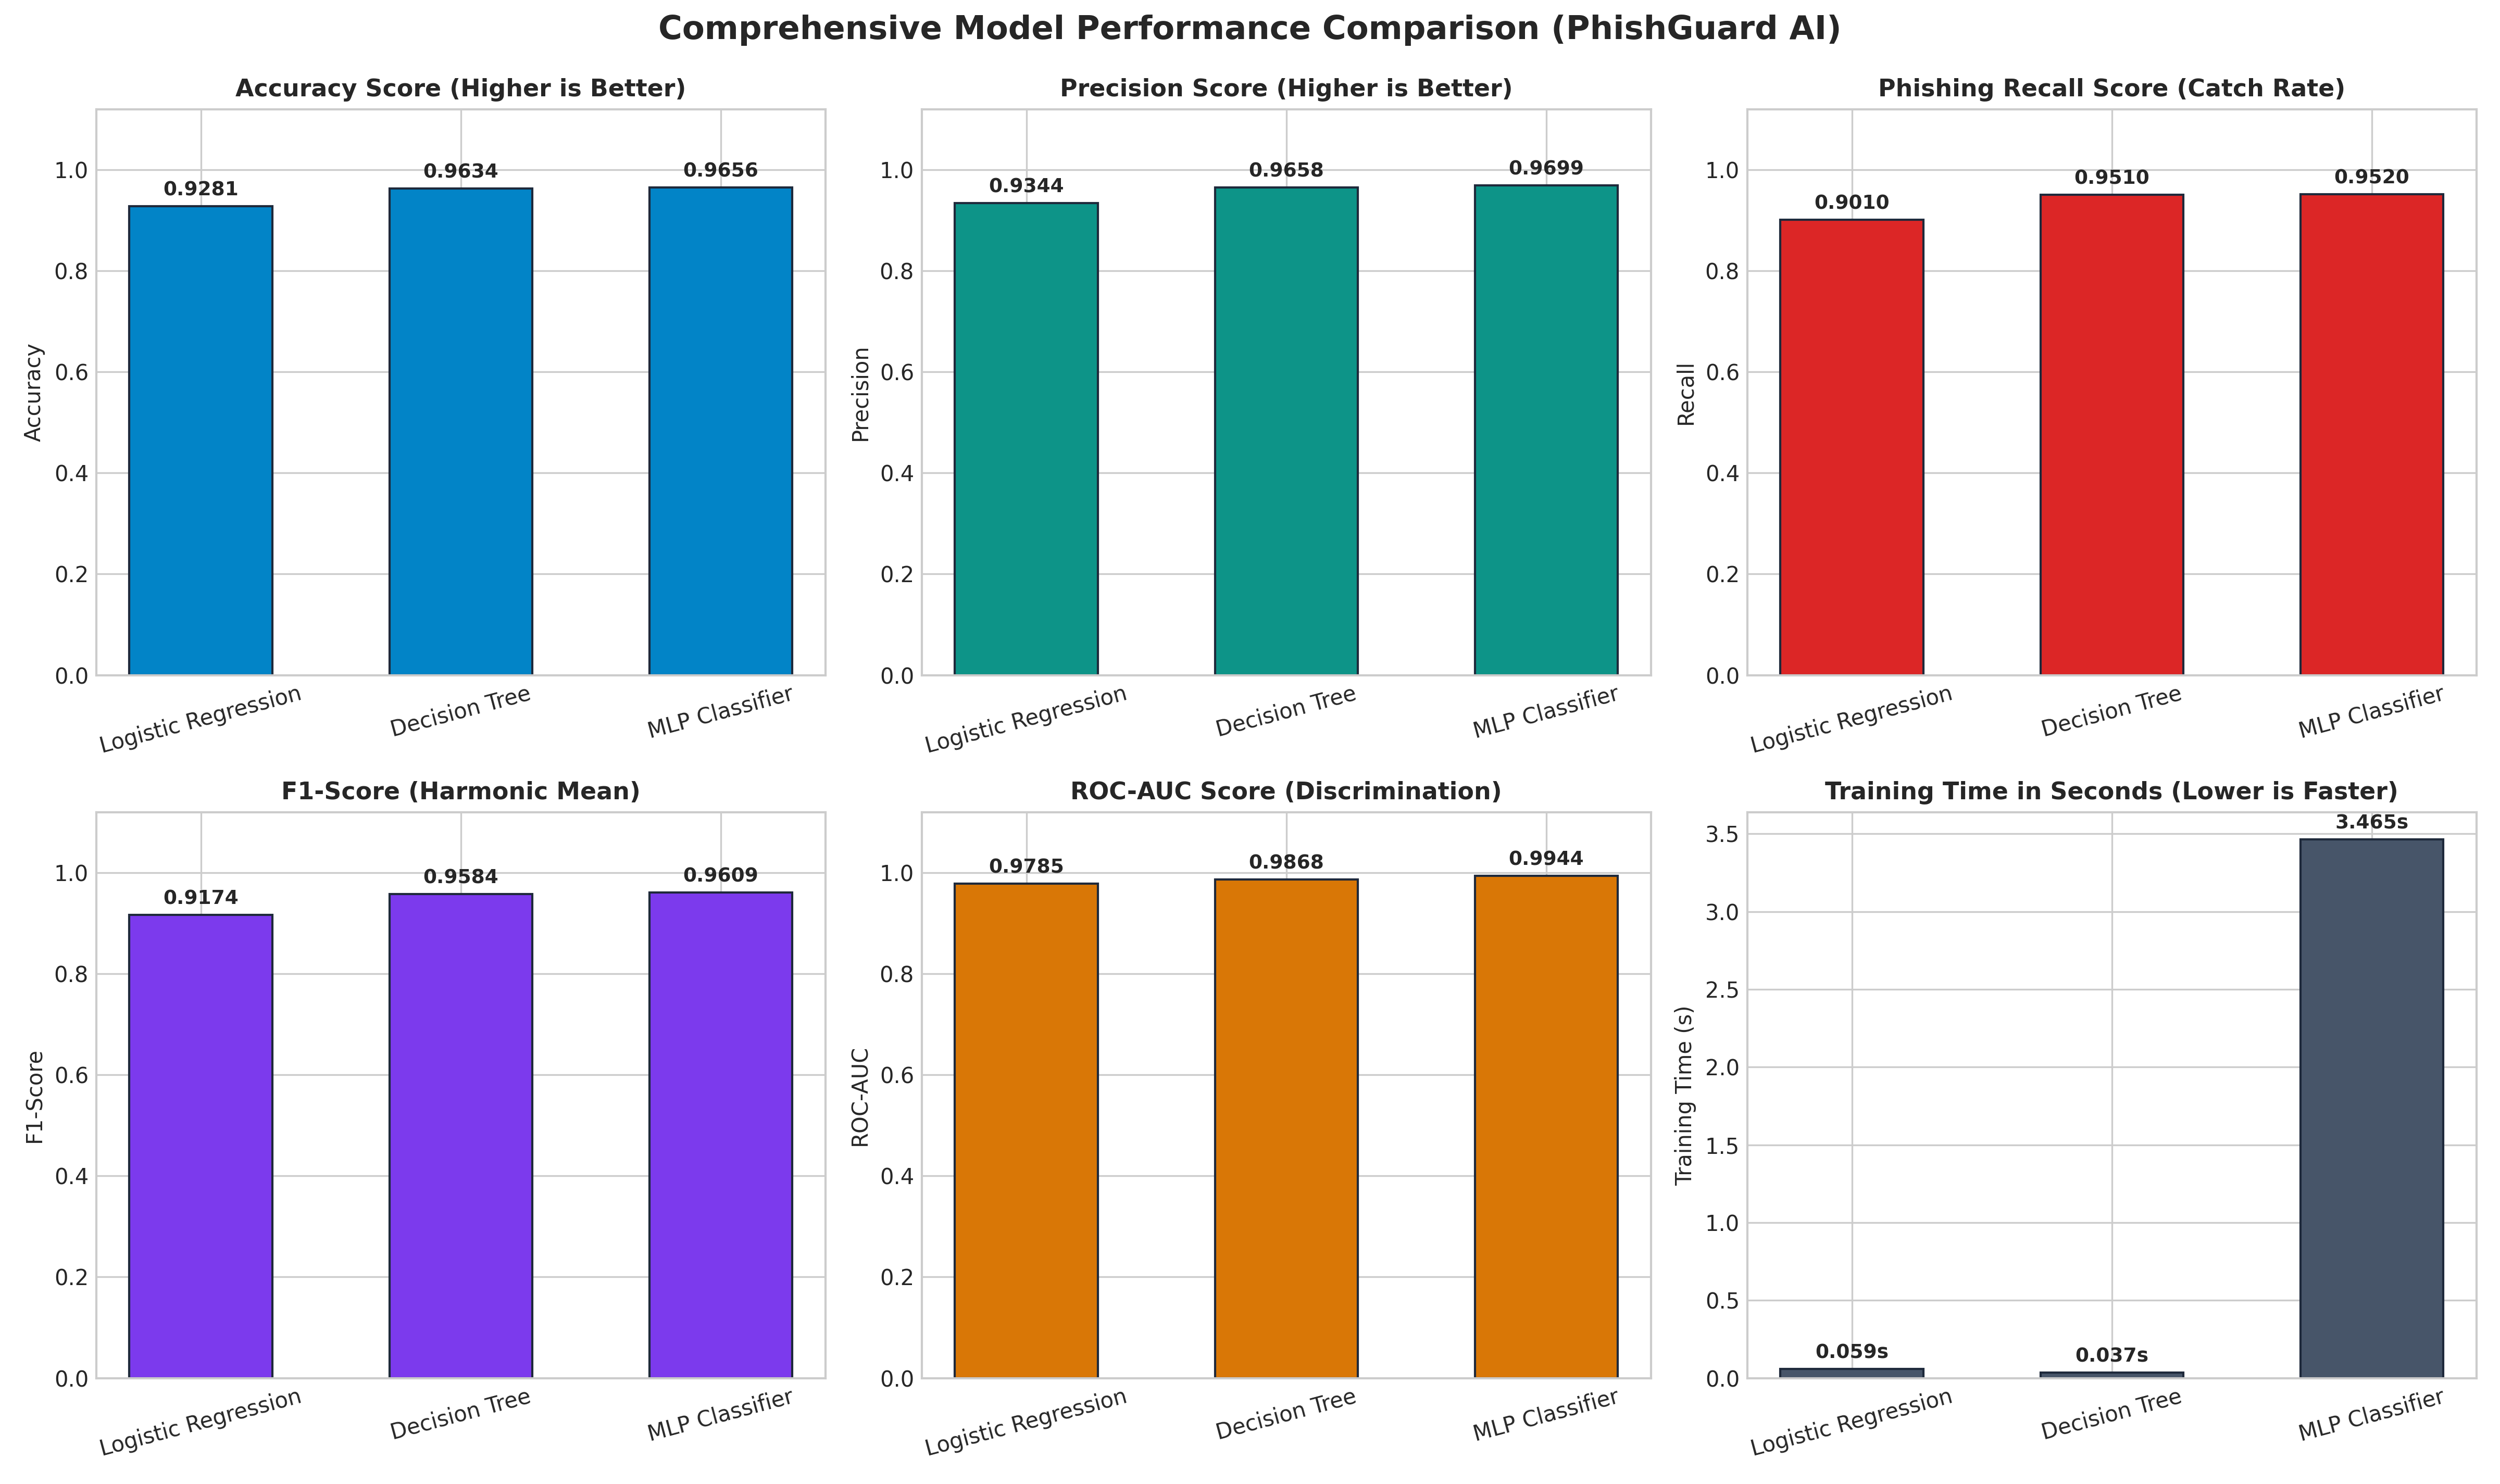 Comprehensive Model Performance Comparison (PhishGuard AI)
Accuracy Score (Higher is Better)
Accuracy
1.0
0.8
0.6
0.4
0.2
0.0
0.9281
0.9634
0.9656
Logistic Regression
Decision Tree
MLP Classifier
Precision Score (Higher is Better)
Precision
1.0
0.8
0.6
0.4
0.2
0.0
0.9344
0.9658
0.9699
Logistic Regression
Decision Tree
MLP Classifier
Phishing Recall Score (Catch Rate)
Recall
1.0
0.8
0.6
0.4
0.2
0.0
0.9010
0.9510
0.9520
Logistic Regression
Decision Tree
MLP Classifier
F1-Score (Harmonic Mean)
F1-Score
1.0
0.8
0.6
0.4
0.2
0.0
0.9174
0.9584
0.9609
Logistic Regression
Decision Tree
MLP Classifier
ROC-AUC Score (Discrimination)
ROC-AUC
1.0
0.8
0.6
0.4
0.2
0.0
0.9785
0.9868
0.9944
Logistic Regression
Decision Tree
MLP Classifier
Training Time in Seconds (Lower is Faster)
Training Time (s)
3.5
3.0
2.5
2.0
1.5
1.0
0.5
0.0
0.059s
0.037s
3.465s
Logistic Regression
Decision Tree
MLP Classifier